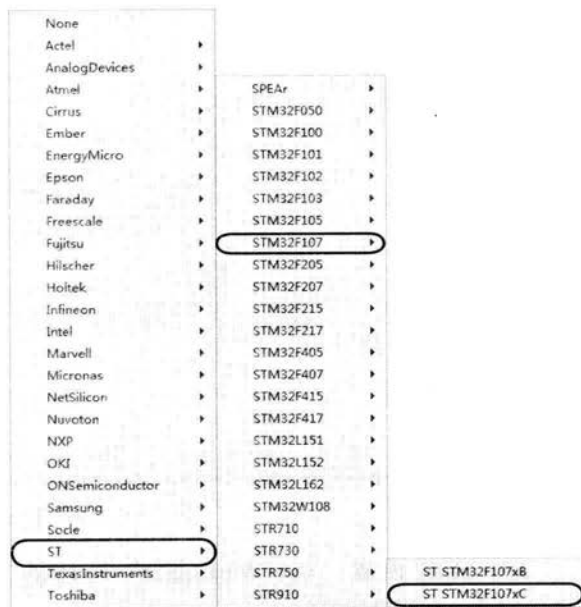 None
Actel
AnalogDevices
Atmel
Cirrus
Ember
EnergyMicro
Epson
Faraday
Freescale
Fujitsu
Hilscher
Holtek
Infineon
Intel
Marvell
Micronas
NetSilicon
Nuvoton
NXP
OKI
ONSemiconductor
Samsung
Socle
ST
TexasInstruments
Toshiba
SPEAr
STM32F050
STM32F100
STM32F101
STM32F102
STM32F103
STM32F105
STM32F107
STM32F205
STM32F207
STM32F215
STM32F217
STM32F405
STM32F407
STM32F415
STM32F417
STM32L151
STM32L152
STM32L162
STM32W108
STR710
STR730
STR750
STR910
ST STM32F107xB
ST STM32F107xC